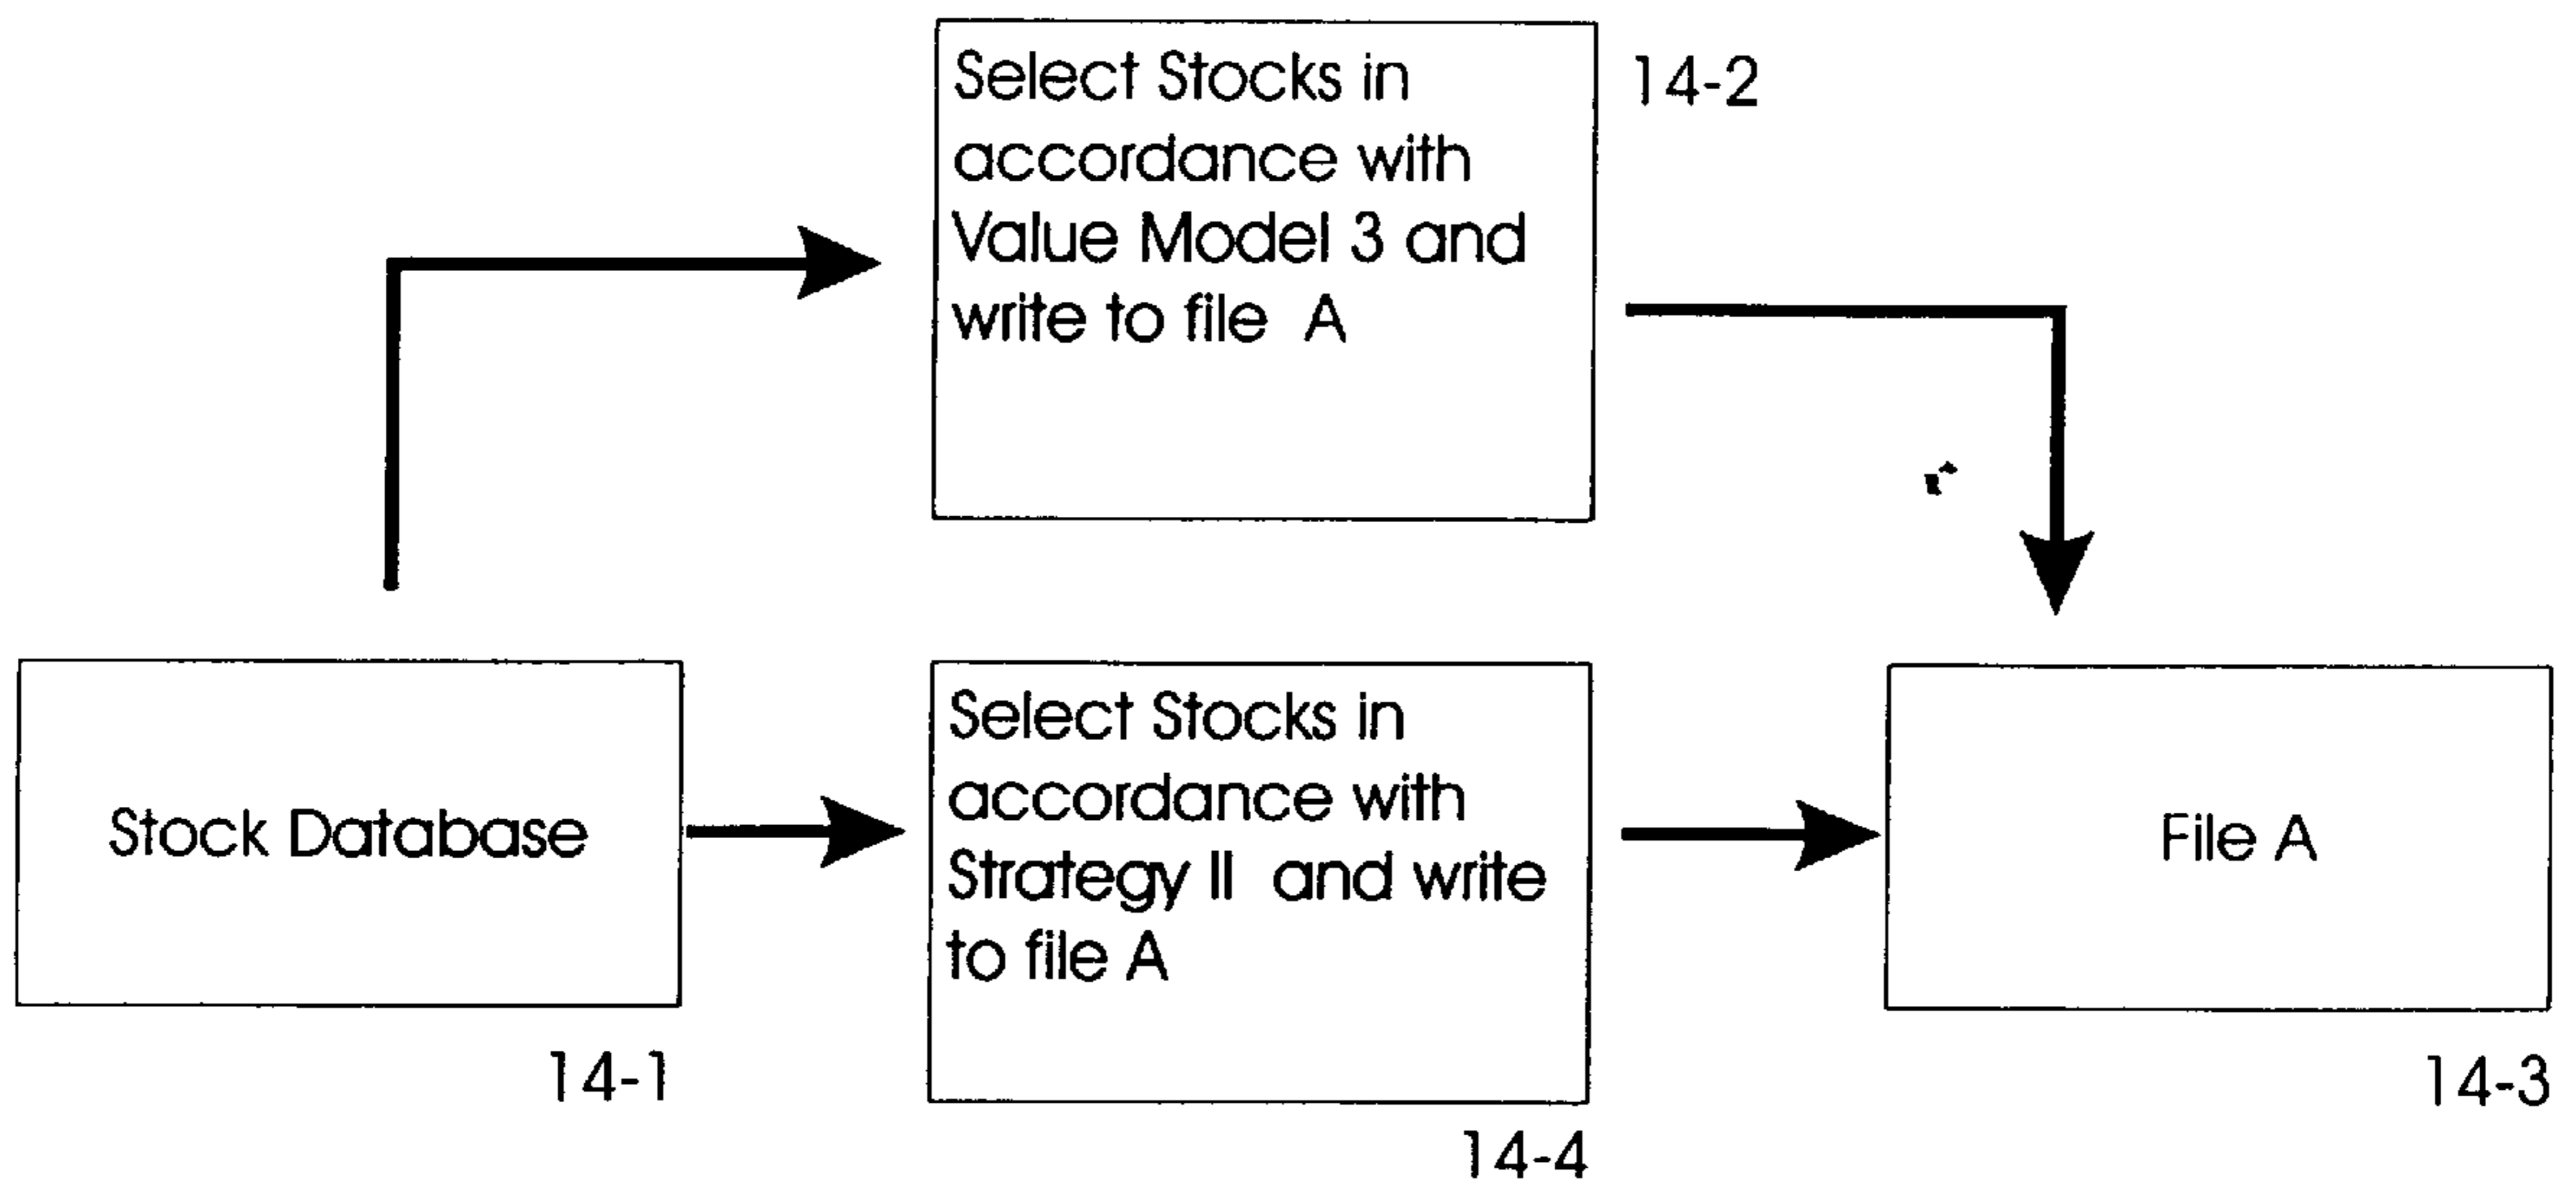 Select Stocks in
accordance with
Value Model 3 and
write to file A
14-2
Stock Database
14-1
Select Stocks in
accordance with
Strategy II and write
to file A
14-4
File A
14-3